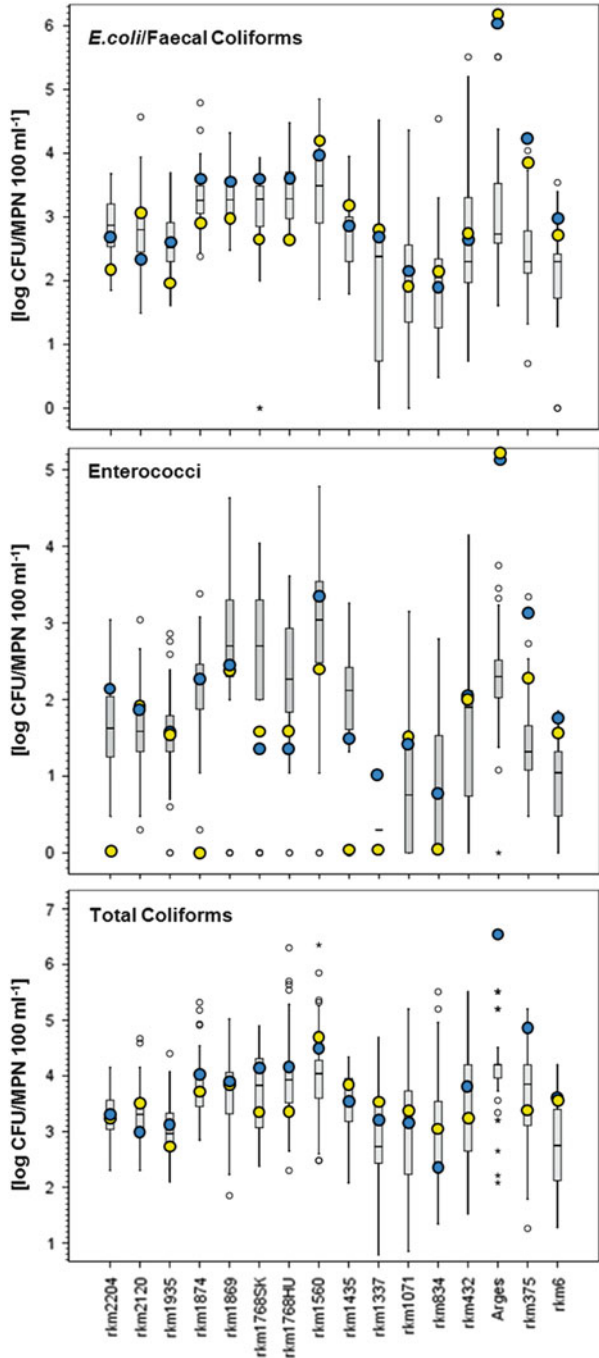 E.coli/Faecal Coliforms
[log CFU/MPN 100 ml-1]
6
5
4
3
2
1
0
Enterococci
[log CFU/MPN 100 ml-1]
5
4
3
2
1
0
Total Coliforms
[log CFU/MPN 100 ml-1]
7
6
5
4
3
2
1
rkm2204
rkm2120
rkm1935
rkm1874
rkm1869
rkm1768SK
rkm1768HU
rkm1560
rkm1435
rkm1337
rkm1071
rkm834
rkm432
Arges
rkm375
rkm6